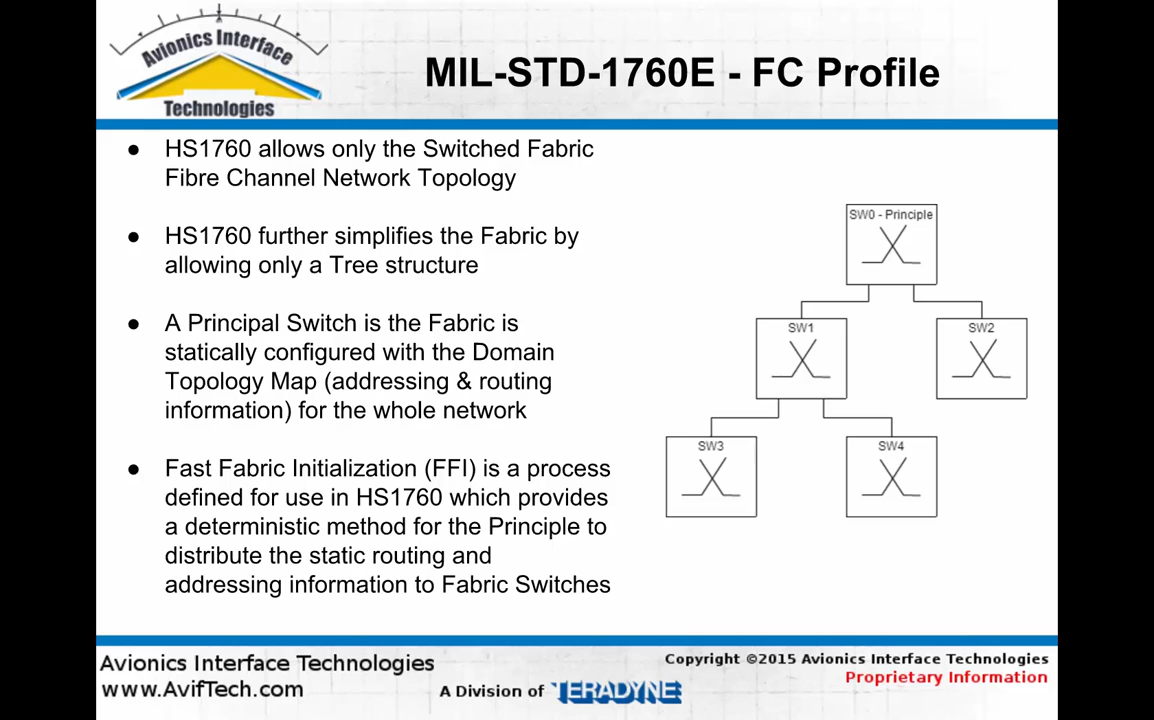 Avionics Interface
Technologies
MIL-STD-1760E - FC Profile
● HS1760 allows only the Switched Fabric
Fibre Channel Network Topology
● HS1760 further simplifies the Fabric by
allowing only a Tree structure
● A Principal Switch is the Fabric is
statically configured with the Domain
Topology Map (addressing & routing
information) for the whole network
● Fast Fabric Initialization (FFI) is a process
defined for use in HS1760 which provides
a deterministic method for the Principle to
distribute the static routing and
addressing information to Fabric Switches
SW0 - Principle
SW1
SW2
SW3
SW4
Avionics Interface Technologies
www.AvifTech.com
A Division of TERADYNE
Copyright ©2015 Avionics Interface Technologies
Proprietary Information